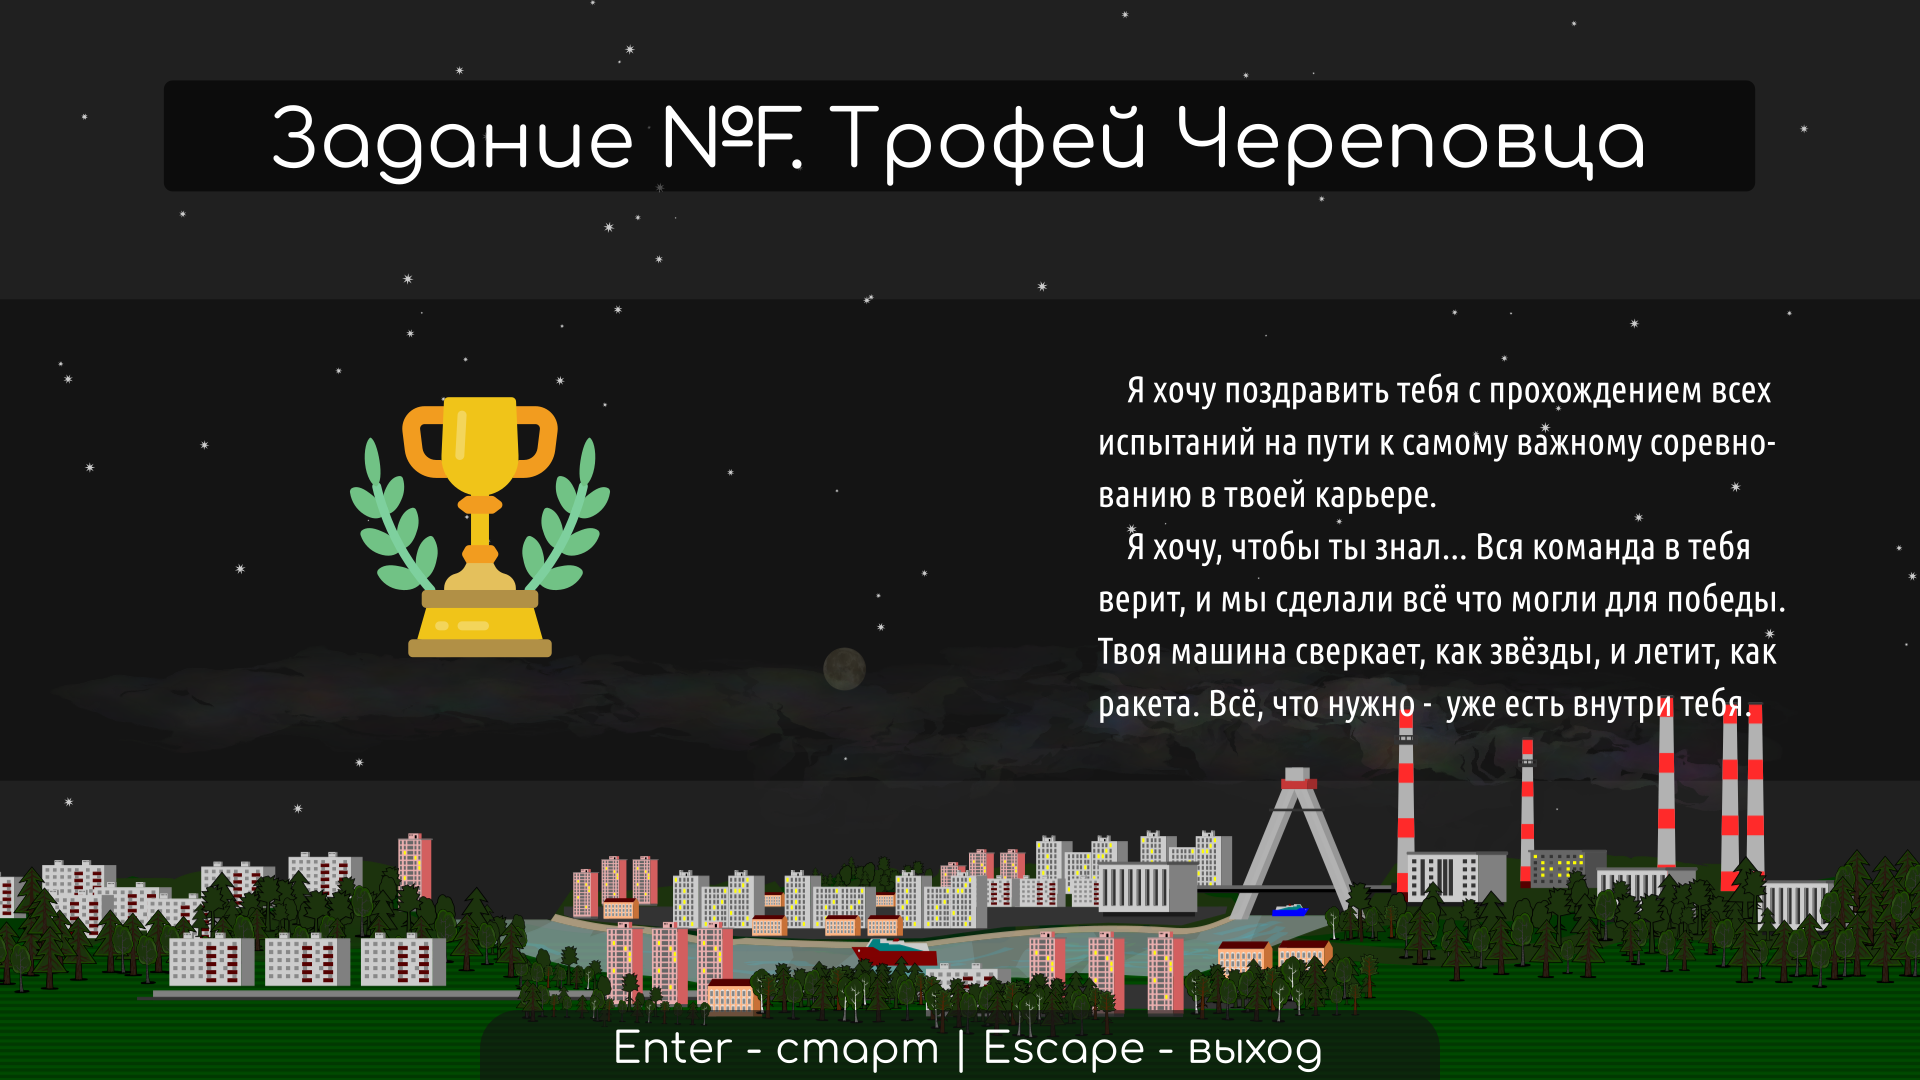 Задание №F. Трофей Череповца
Я хочу поздравить тебя с прохождением всех
испытаний на пути к самому важному соревно-
ванию в твоей карьере.
Я хочу, чтобы ты знал... Вся команда в тебя
верит, и мы сделали всё что могли для победы.
Твоя машина сверкает, как звёзды, и летит, как
ракета. Всё, что нужно -  уже есть внутри тебя.
Enter - старт | Escape - выход